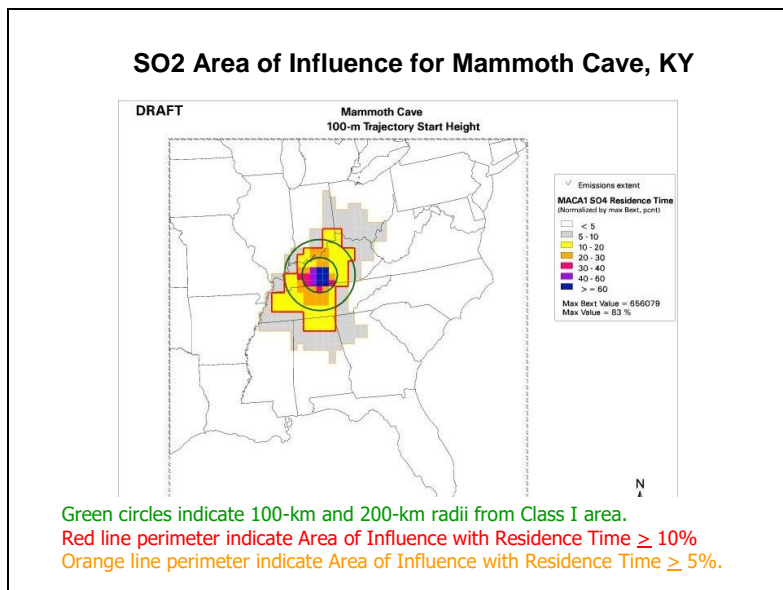 SO2 Area of Influence for Mammoth Cave, KY
DRAFT
Mammoth Cave
100-m Trajectory Start Height
Emissions extent
MACA1 SO4 Residence Time
(Normalized by max Bext, pcnt)
< 5
5 - 10
10 - 20
20 - 30
30 - 40
40 - 60
> = 60
Max Bext Value = 656079
Max Value = 83 %
N
Green circles indicate 100-km and 200-km radii from Class I area.
Red line perimeter indicate Area of Influence with Residence Time > 10%
Orange line perimeter indicate Area of Influence with Residence Time > 5%.